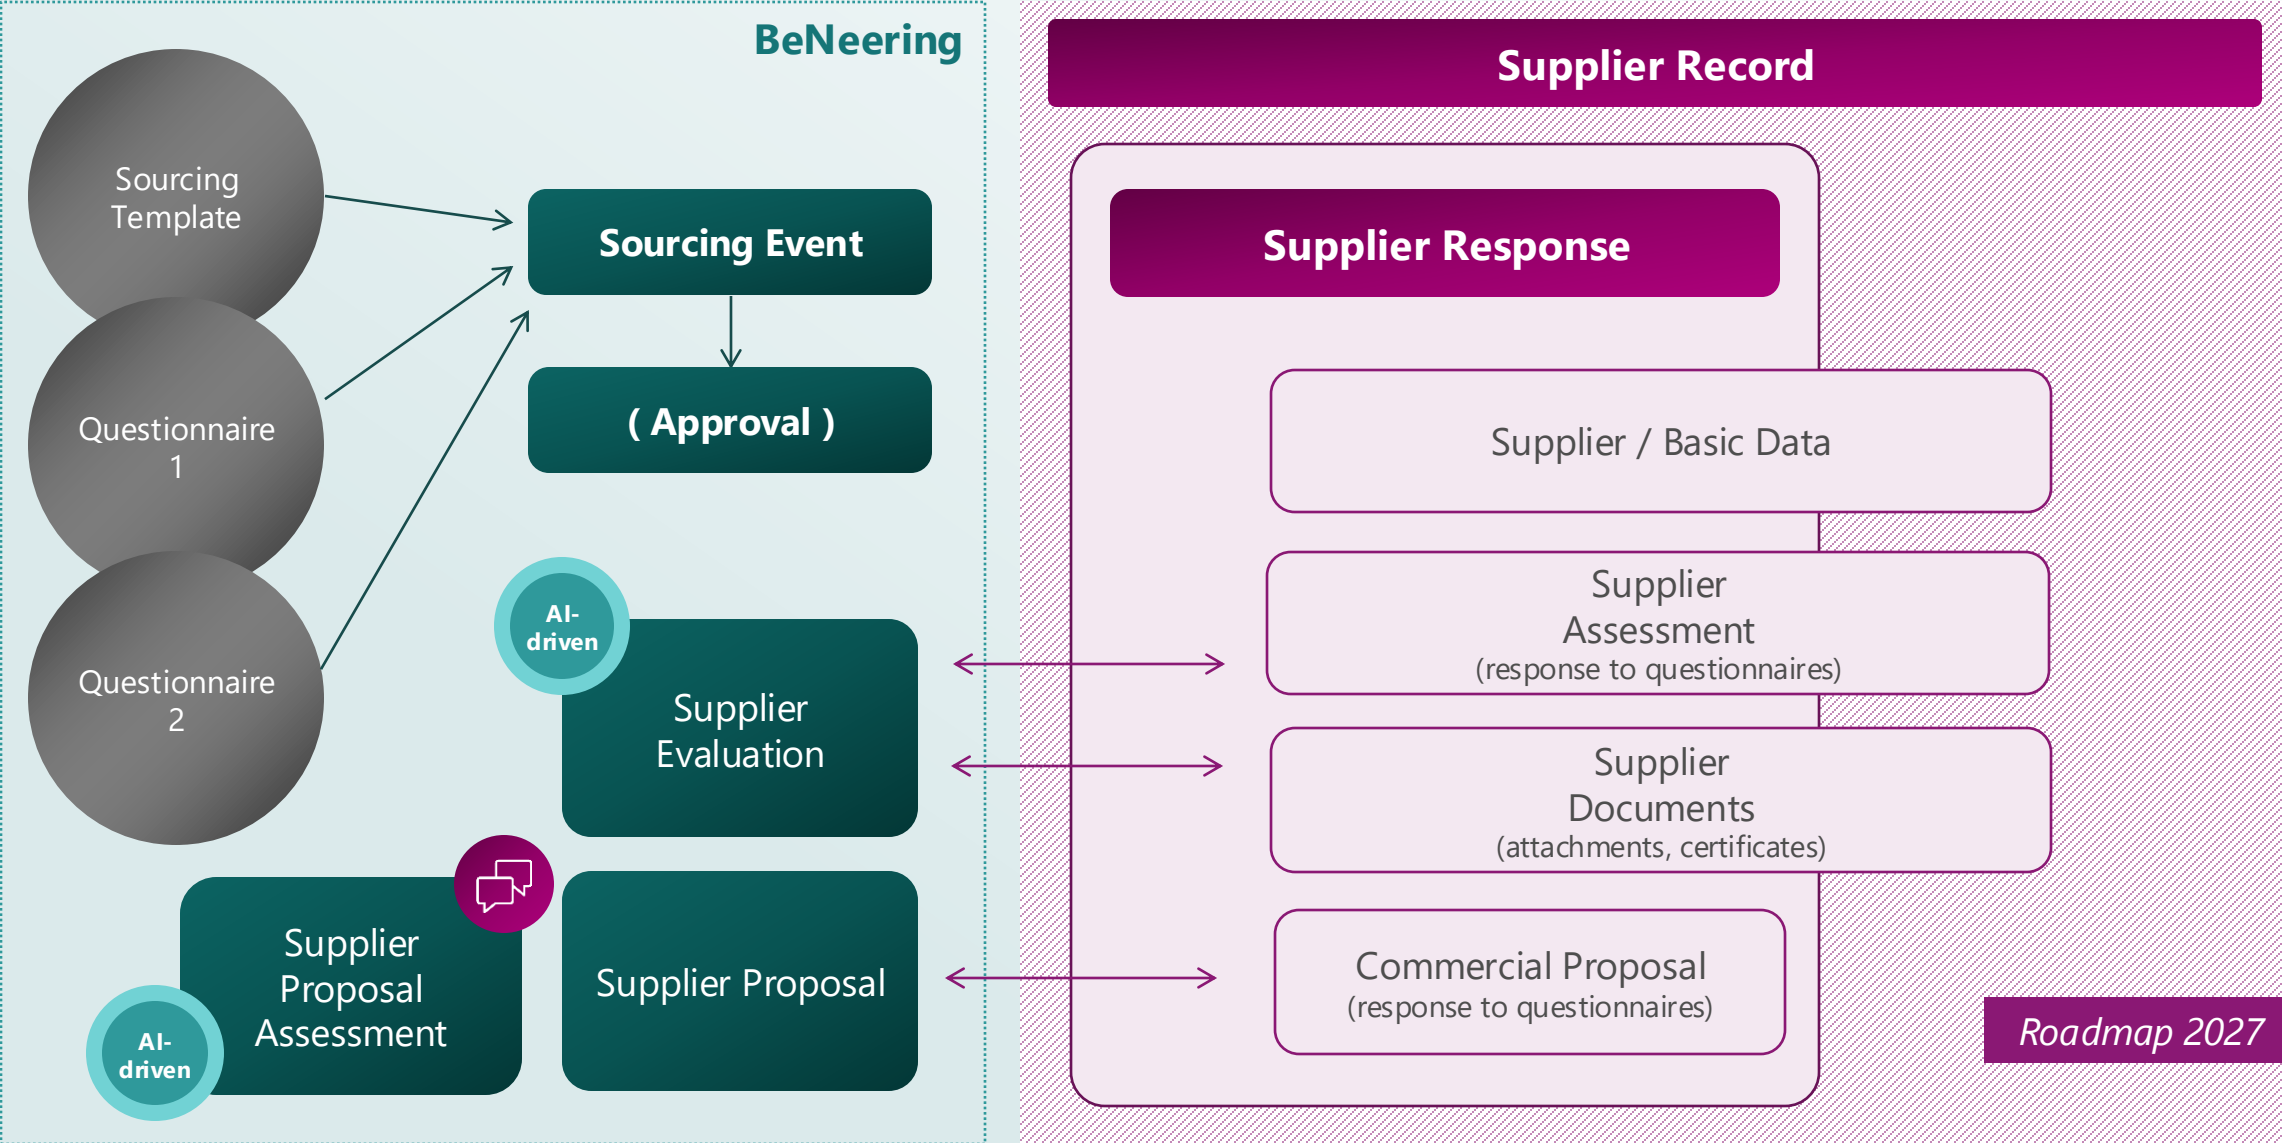 BeNeering
Sourcing
Template
Questionnaire
1
Questionnaire
2
Sourcing Event
( Approval )
AI-
driven
Supplier
Evaluation
Supplier
Proposal
Assessment
AI-
driven
Supplier Proposal
Supplier Record
Supplier Response
Supplier / Basic Data
Supplier
Assessment
(response to questionnaires)
Supplier
Documents
(attachments, certificates)
Commercial Proposal
(response to questionnaires)
Roadmap 2027